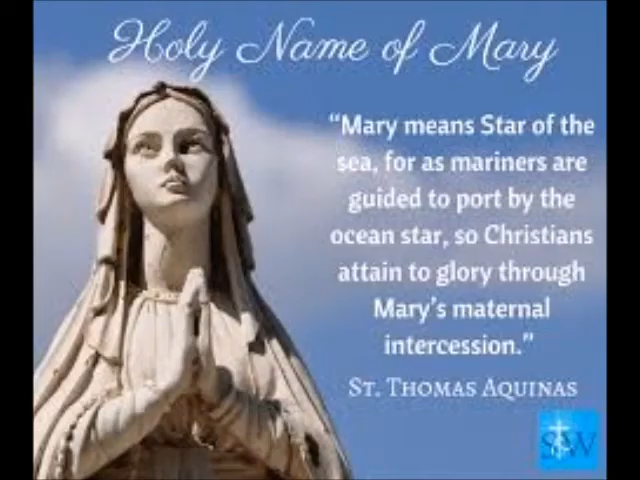 Holy Name of Mary
“Mary means Star of the
sea, for as mariners are
guided to port by the
ocean star, so Christians
attain to glory through
Mary’s maternal
intercession.”
St. Thomas Aquinas